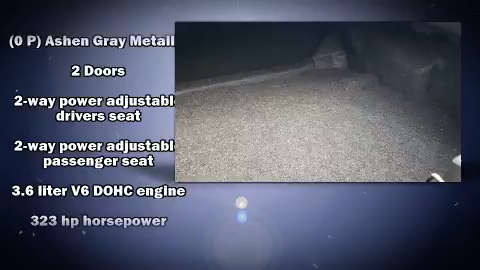 (0 P) Ashen Gray Metall
2 Doors
2-way power adjustabl
drivers seat
2-way power adjustabl
passenger seat
3.6 liter V6 DOHC engine
323 hp horsepower